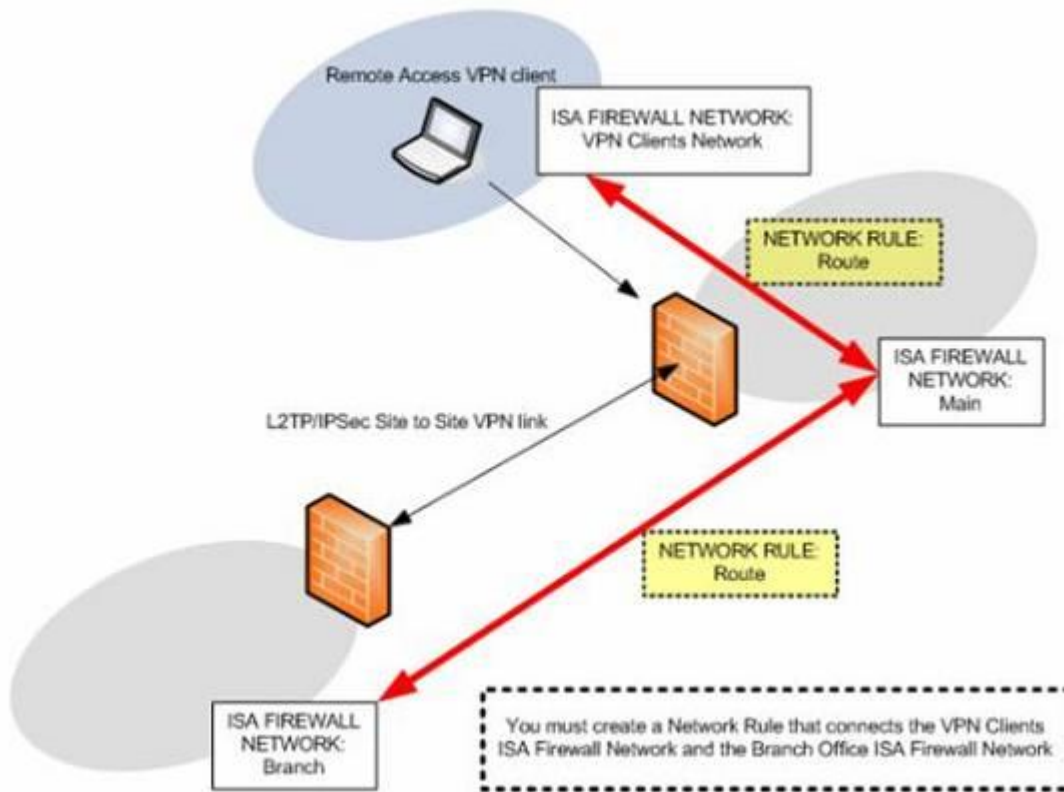 Remote Access VPN client
ISA FIREWALL NETWORK:
VPN Clients Network
NETWORK RULE:
Route
ISA FIREWALL
NETWORK:
Main
L2TP/IPSec Site to Site VPN link
NETWORK RULE:
Route
ISA FIREWALL
NETWORK:
Branch
You must create a Network Rule that connects the VPN Clients
ISA Firewall Network and the Branch Office ISA Firewall Network